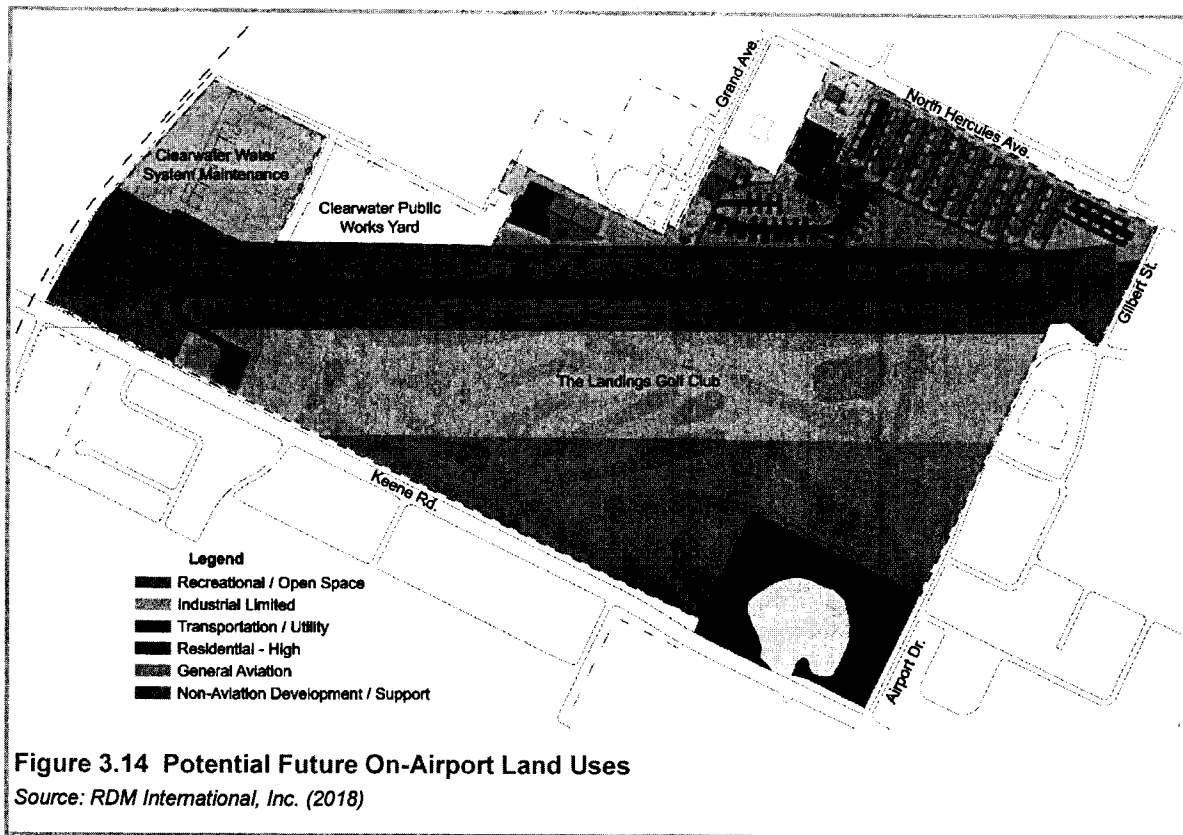 Grand Ave.
North Hercules Ave.
Clearwater Water
System Maintenance
Clearwater Public
Works Yard
Gilbert St.
The Landings Golf Club
Keene Rd.
Airport Dr.
Legend
Recreational / Open Space
Industrial Limited
Transportation / Utility
Residential - High
General Aviation
Non-Aviation Development / Support
Figure 3.14 Potential Future On-Airport Land Uses
Source: RDM International, Inc. (2018)